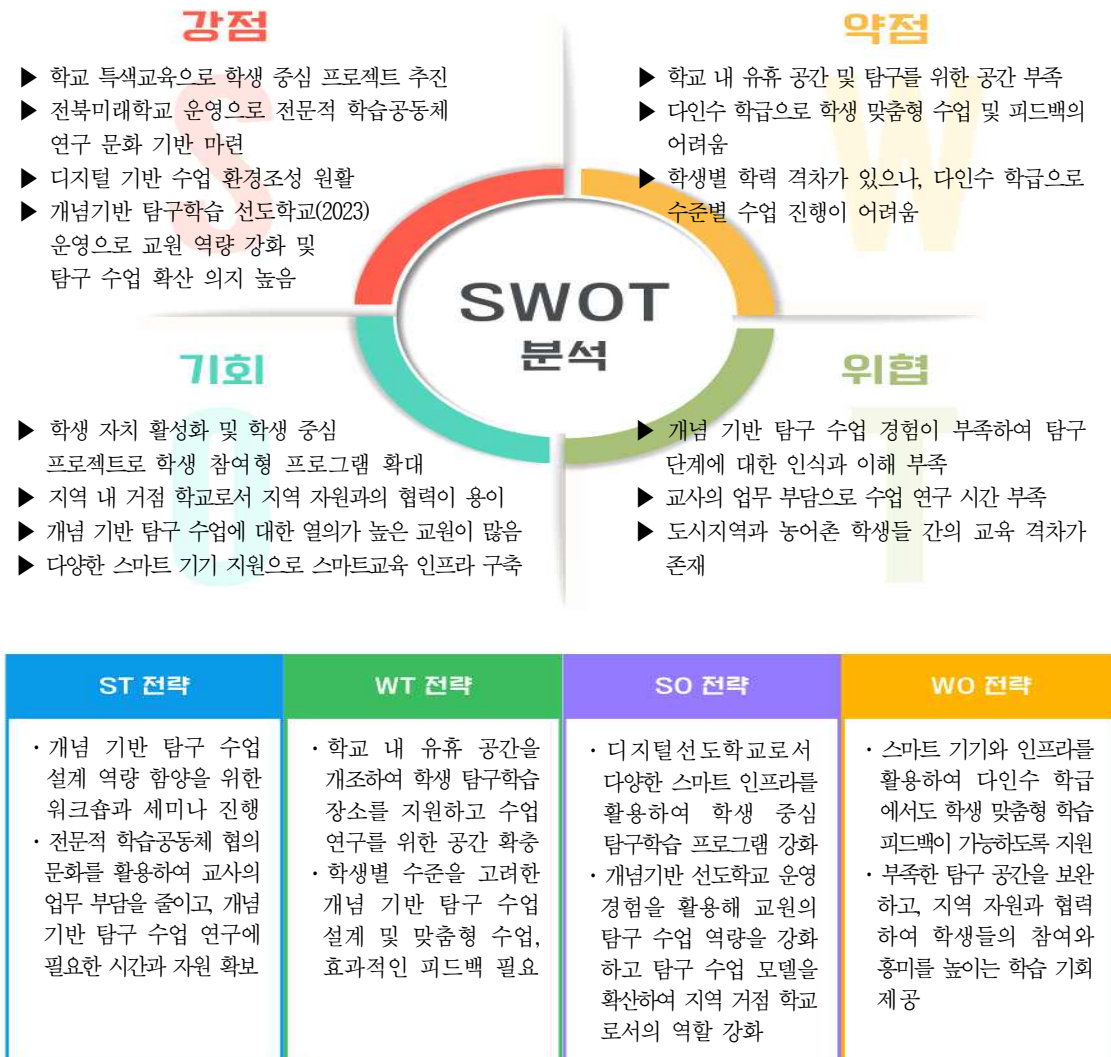 강점
▶ 학교 특색교육으로 학생 중심 프로젝트 추진
▶ 전북미래학교 운영으로 전문적 학습공동체
연구 문화 기반 마련
▶ 디지털 기반 수업 환경조성 원활
▶ 개념기반 탐구학습 선도학교(2023)
운영으로 교원 역량 강화 및
탐구 수업 확산 의지 높음
S
약점
▶ 학교 내 유휴 공간 및 탐구를 위한 공간 부족
▶ 다인수 학급으로 학생 맞춤형 수업 및 피드백의
어려움
▶ 학생별 학력 격차가 있으나, 다인수 학급으로
수준별 수업 진행이 어려움
W
SWOT
분석
기회
▶ 학생 자치 활성화 및 학생 중심
프로젝트로 학생 참여형 프로그램 확대
▶ 지역 내 거점 학교로서 지역 자원과의 협력이 용이
▶ 개념 기반 탐구 수업에 대한 열의가 높은 교원이 많음
▶ 다양한 스마트 기기 지원으로 스마트교육 인프라 구축
O
위협
▶ 개념 기반 탐구 수업 경험이 부족하여 탐구
단계에 대한 인식과 이해 부족
▶ 교사의 업무 부담으로 수업 연구 시간 부족
▶ 도시지역과 농어촌 학생들 간의 교육 격차가
존재
T
ST 전략
· 개념 기반 탐구 수업
설계 역량 함양을 위한
워크숍과 세미나 진행
· 전문적 학습공동체 협의
문화를 활용하여 교사의
업무 부담을 줄이고, 개념
기반 탐구 수업 연구에
필요한 시간과 자원 확보
WT 전략
· 학교 내 유휴 공간을
개조하여 학생 탐구학습
장소를 지원하고 수업
연구를 위한 공간 확충
· 학생별 수준을 고려한
개념 기반 탐구 수업
설계 및 맞춤형 수업,
효과적인 피드백 필요
SO 전략
· 디지털선도학교로서
다양한 스마트 인프라를
활용하여 학생 중심
탐구학습 프로그램 강화
· 개념기반 선도학교 운영
경험을 활용해 교원의
탐구 수업 역량을 강화
하고 탐구 수업 모델을
확산하여 지역 거점 학교
로서의 역할 강화
WO 전략
· 스마트 기기와 인프라를
활용하여 다인수 학급
에서도 학생 맞춤형 학습
피드백이 가능하도록 지원
· 부족한 탐구 공간을 보완
하고, 지역 자원과 협력
하여 학생들의 참여와
흥미를 높이는 학습 기회
제공